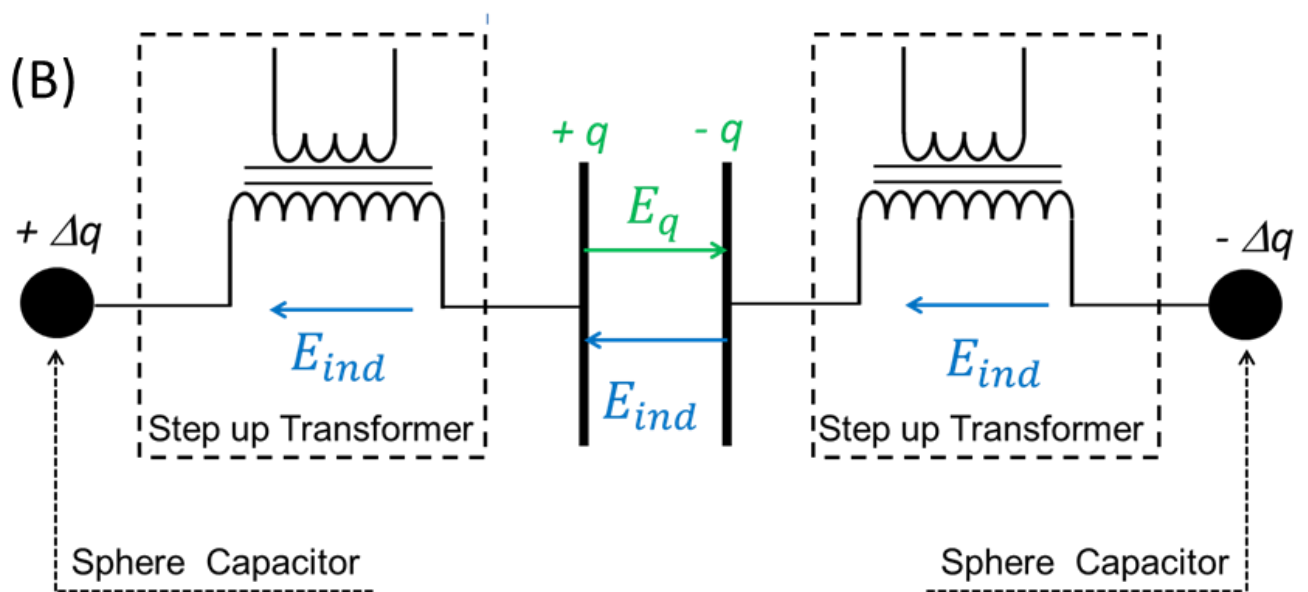 (B)
+ q
- q
E_q
+ Δq
- Δq
E_ind
E_ind
E_ind
Step up Transformer
Step up Transformer
Sphere Capacitor
Sphere Capacitor